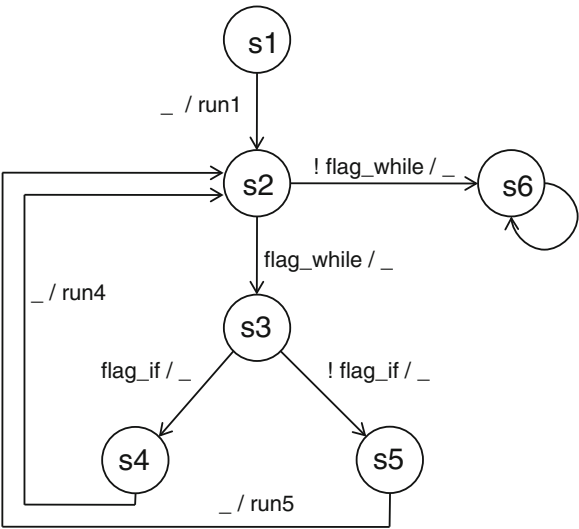 s1
_ / run1
! flag_while / _
s2
s6
flag_while / _
_ / run4
s3
flag_if / _
! flag_if / _
s4
s5
_ / run5